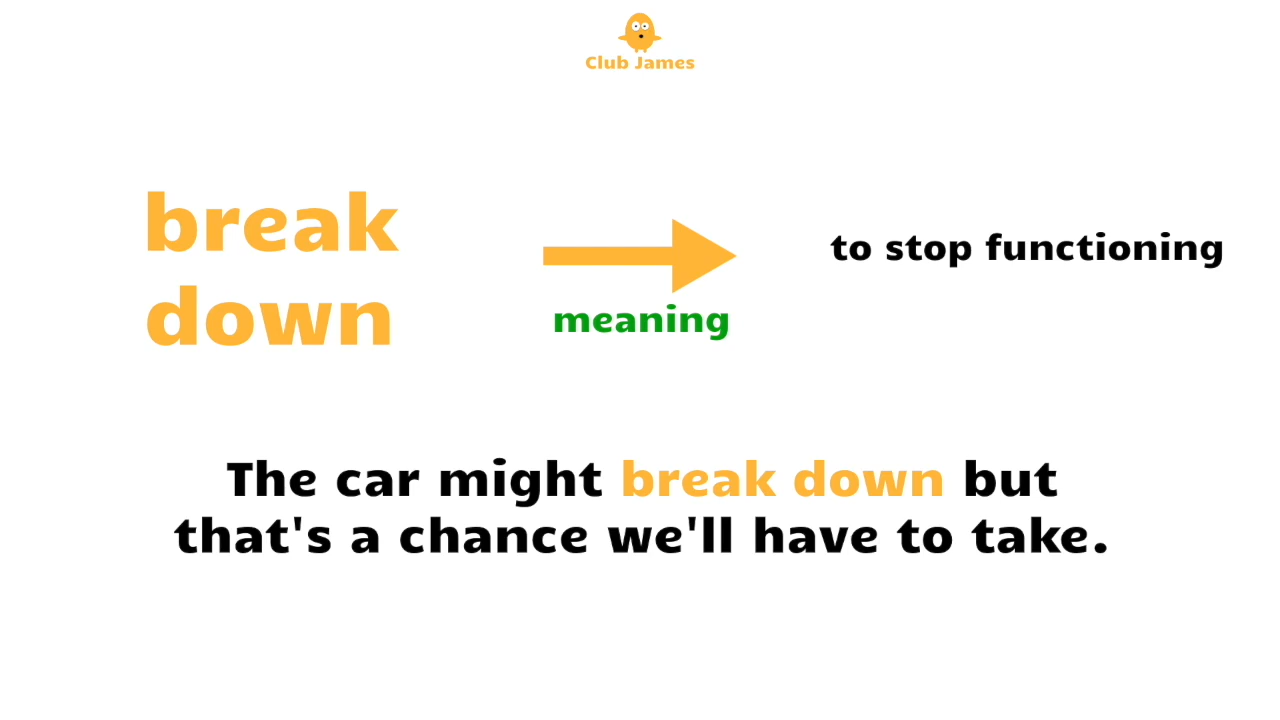 Club James
break
down
meaning
to stop functioning
The car might break down but
that's a chance we'll have to take.